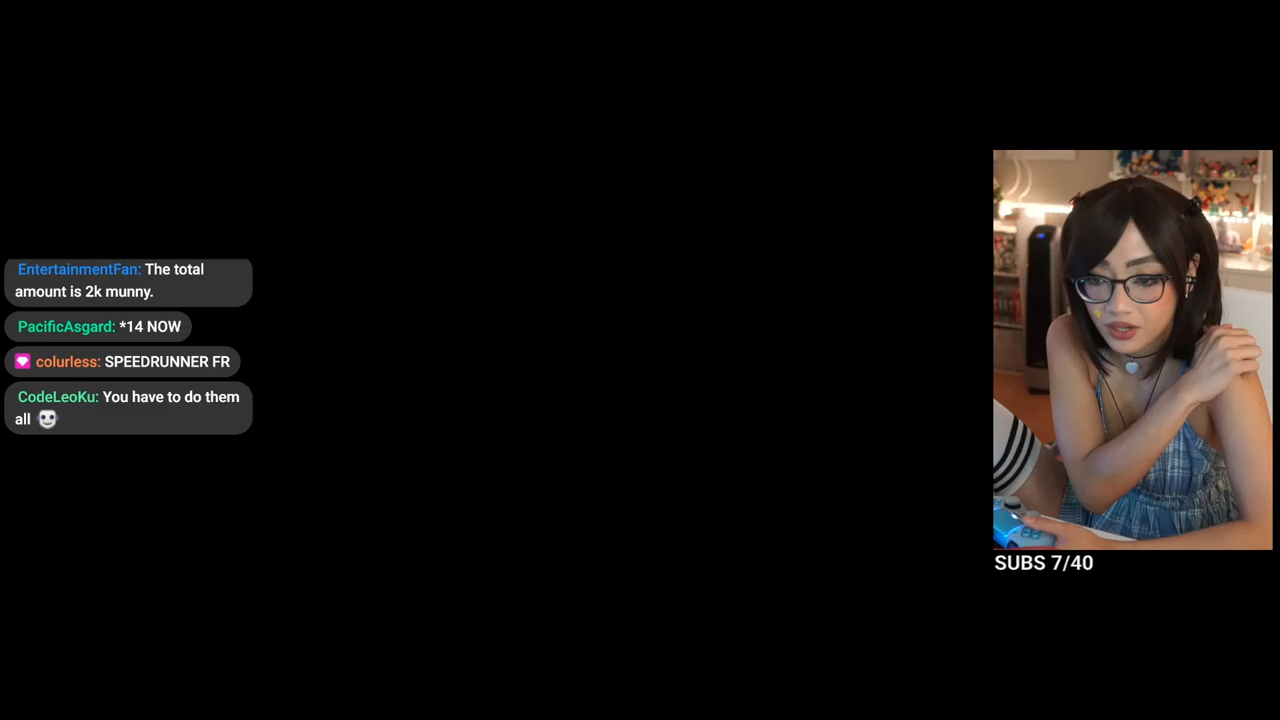 EntertainmentFan: The total
amount is 2k munny.
PacificAsgard: *14 NOW
colurless: SPEEDRUNNER FR
CodeLeoKu: You have to do them
all
SUBS 7/40